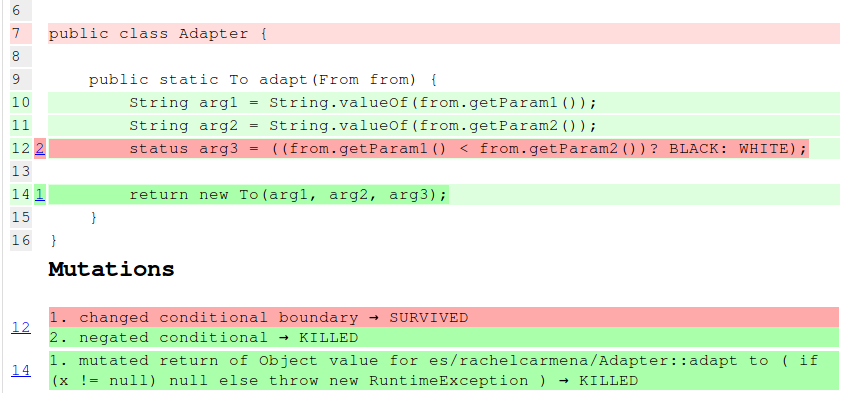 6
7 public class Adapter {
8
9 public static To adapt(From from) {
10 String arg1 = String.valueOf(from.getParam1());
11 String arg2 = String.valueOf(from.getParam2());
12 2 status arg3 = ((from.getParam1() < from.getParam2())? BLACK: WHITE);
13
14 1 return new To(arg1, arg2, arg3);
15 }
16 }
Mutations
12
1. changed conditional boundary → SURVIVED
2. negated conditional → KILLED
14
1. mutated return of Object value for es/rachelcarmena/Adapter::adapt to ( if
(x != null) null else throw new RuntimeException ) → KILLED